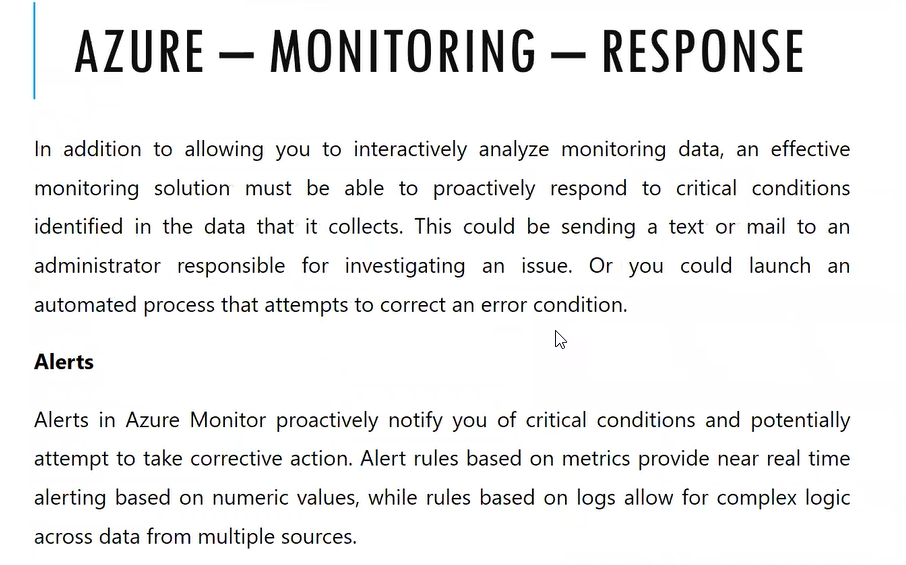 AZURE – MONITORING – RESPONSE
In addition to allowing you to interactively analyze monitoring data, an effective
monitoring solution must be able to proactively respond to critical conditions
identified in the data that it collects. This could be sending a text or mail to an
administrator responsible for investigating an issue. Or you could launch an
automated process that attempts to correct an error condition.
Alerts
Alerts in Azure Monitor proactively notify you of critical conditions and potentially
attempt to take corrective action. Alert rules based on metrics provide near real time
alerting based on numeric values, while rules based on logs allow for complex logic
across data from multiple sources.